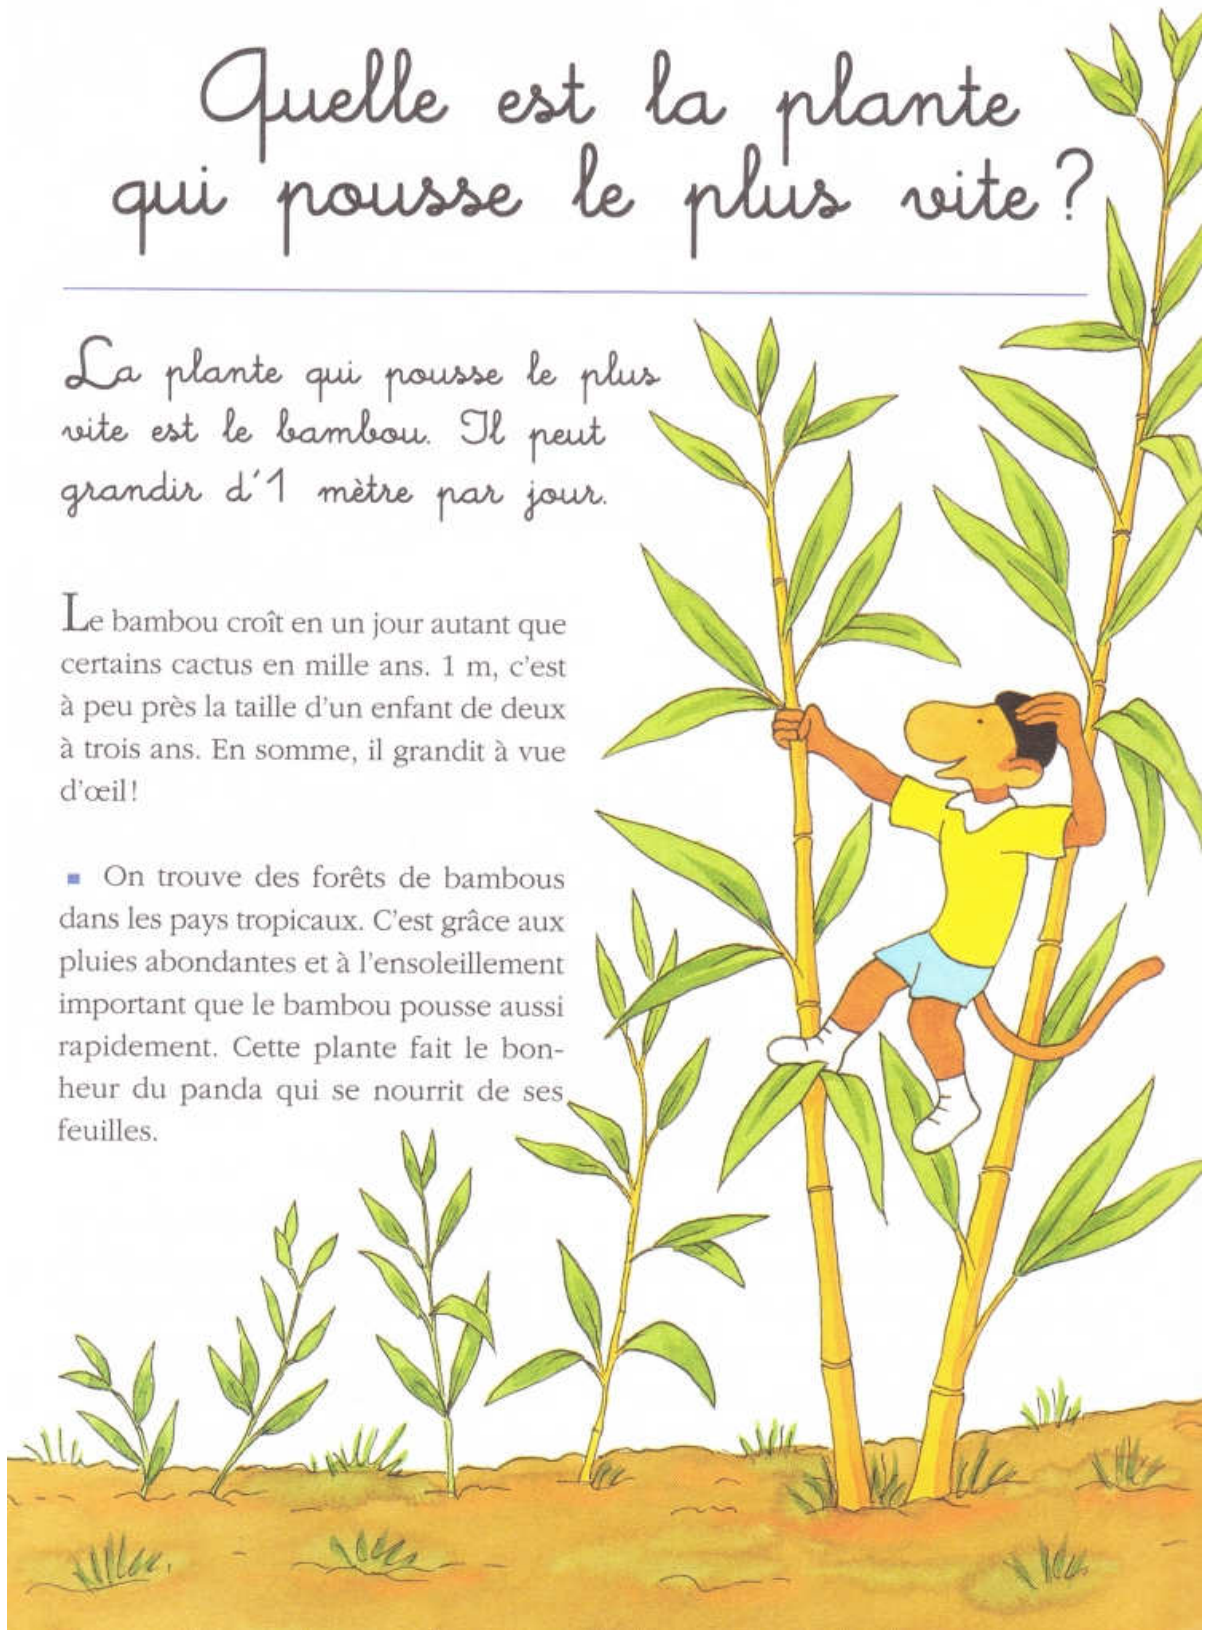 Quelle est la plante
qui pousse le plus vite ?
La plante qui pousse le plus
vite est le bambou. Il peut
grandir d'1 mètre par jour.
Le bambou croît en un jour autant que
certains cactus en mille ans. 1 m, c'est
à peu près la taille d'un enfant de deux
à trois ans. En somme, il grandit à vue
d'œil !
▪ On trouve des forêts de bambous
dans les pays tropicaux. C'est grâce aux
pluies abondantes et à l'ensoleillement
important que le bambou pousse aussi
rapidement. Cette plante fait le bon-
heur du panda qui se nourrit de ses
feuilles.